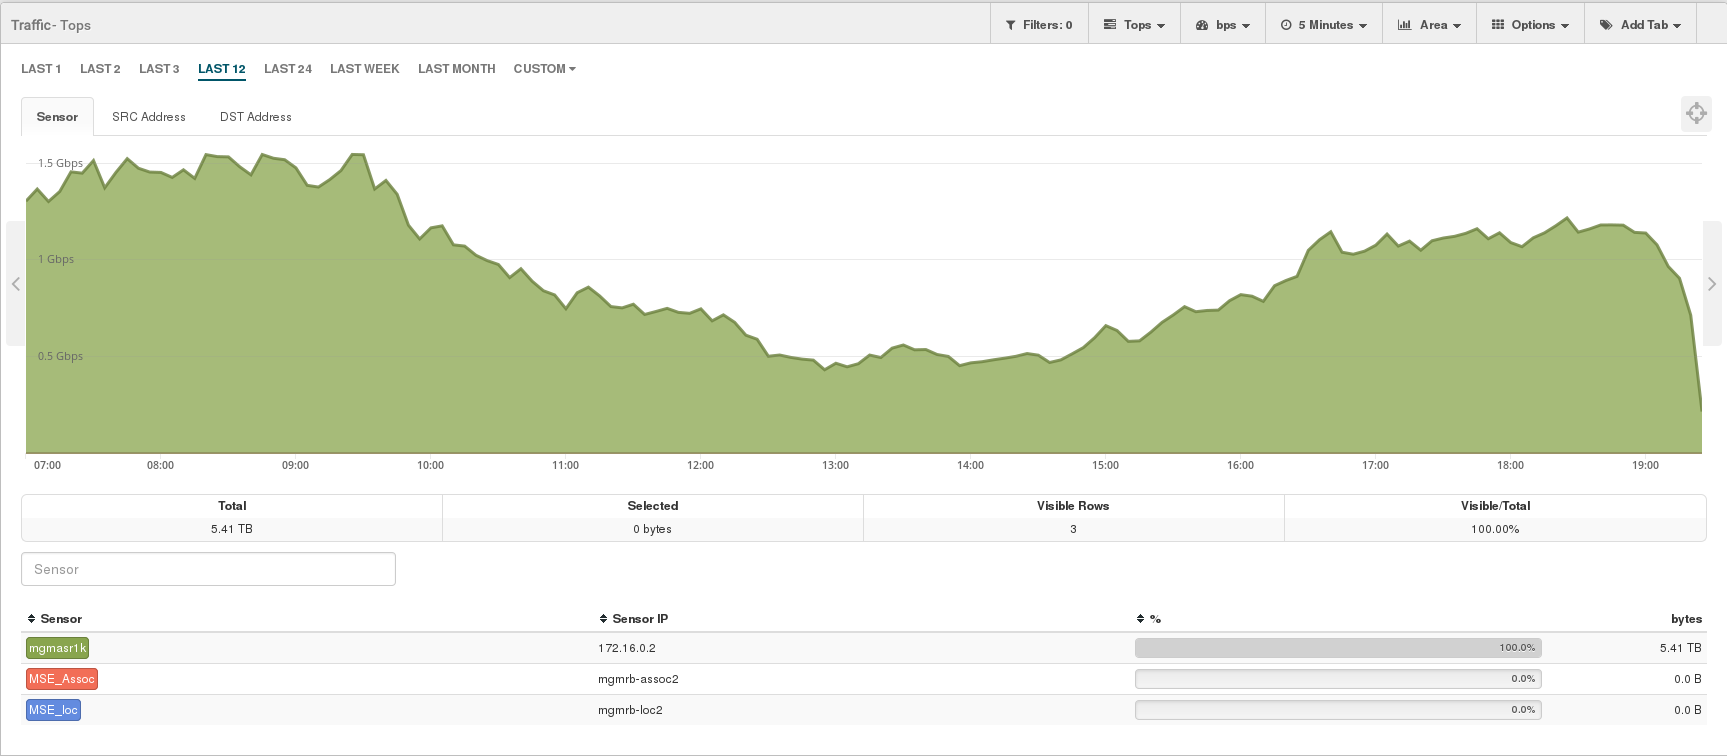 Traffic- Tops
Filters: 0
Tops
bps
5 Minutes
Area
Options
Add Tab
LAST 1 LAST 2 LAST 3 LAST 12 LAST 24 LAST WEEK LAST MONTH CUSTOM
Sensor SRC Address DST Address
1.5 Gbps
1 Gbps
0.5 Gbps
07:00 08:00 09:00 10:00 11:00 12:00 13:00 14:00 15:00 16:00 17:00 18:00 19:00
Total Selected Visible Rows Visible/Total
5.41 TB 0 bytes 3 100.00%
Sensor
Sensor Sensor IP % bytes
mgmasr1k 172.16.0.2 100.0% 5.41 TB
MSE_Assoc mgmrb-assoc2 0.0% 0.0 B
MSE_loc mgmrb-loc2 0.0% 0.0 B